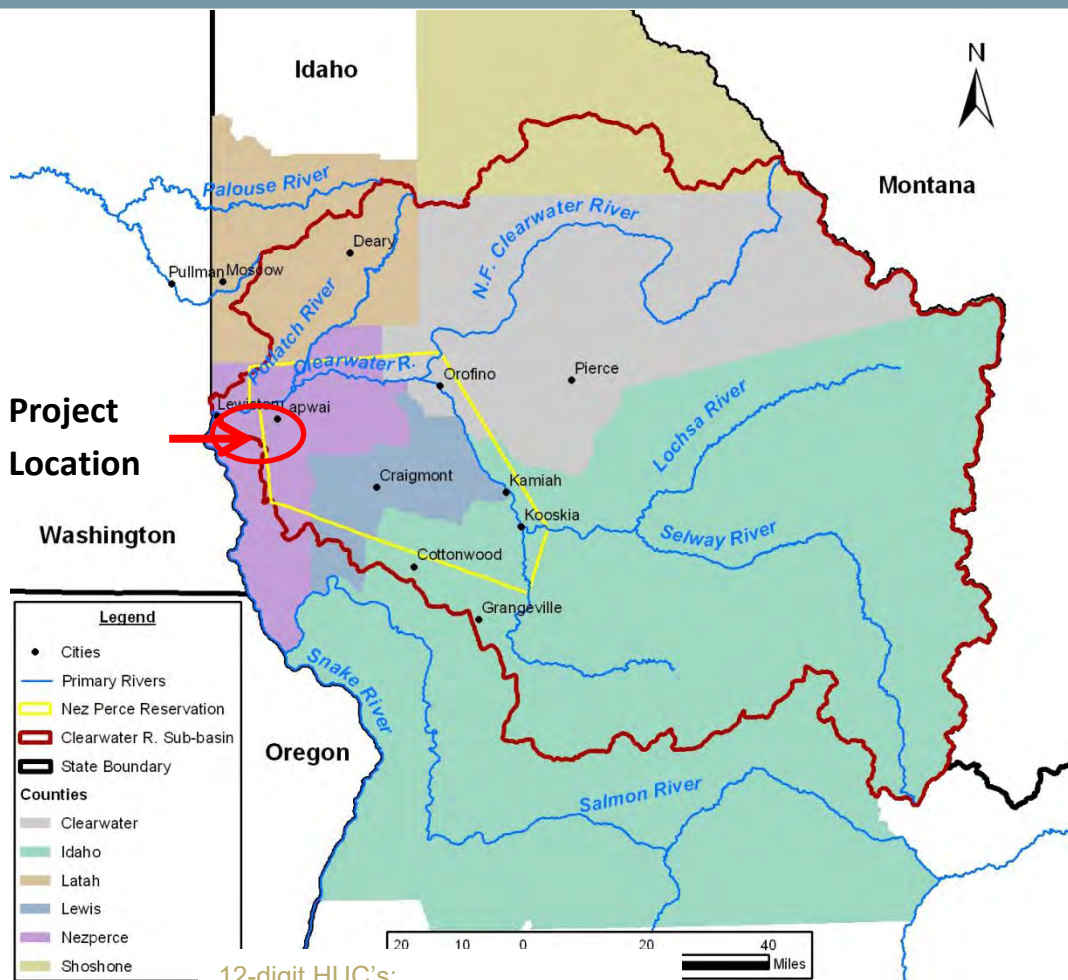 Idaho
N
Montana
Palouse River
N.F. Clearwater River
Deary
Pullman
Moscow
Potlatch River
Clearwater R.
Orofino
Pierce
Lewiston
Lapwai
Project
Location
Lochsa River
Craigmont
Kamiah
Kooskia
Selway River
Washington
Cottonwood
Grangeville
Snake River
Oregon
Salmon River
Legend
Cities
Primary Rivers
Nez Perce Reservation
Clearwater R. Sub-basin
State Boundary
Counties
Clearwater
Idaho
Latah
Lewis
Nezperce
Shoshone
20 10 0 20 40
Miles
12-digit HUC's: